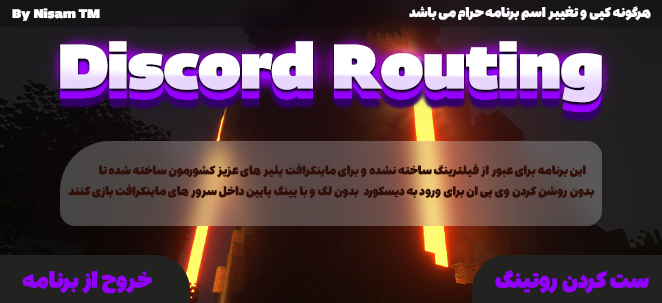 By Nisam TM
هرگونه کپی و تغییر اسم برنامه حرام می باشد
Discord Routing
این برنامه برای عبور از فیلترینگ ساخته نشده و برای ماینکرافت پلیر های عزیز کشورمون ساخته شده تا
بدون روشن کردن وی پی ان برای ورود به دیسکورد بدون لگ و با پینگ پایین داخل سرور های ماینکرافت بازی کنند
ست کردن روتینگ
خروج از برنامه